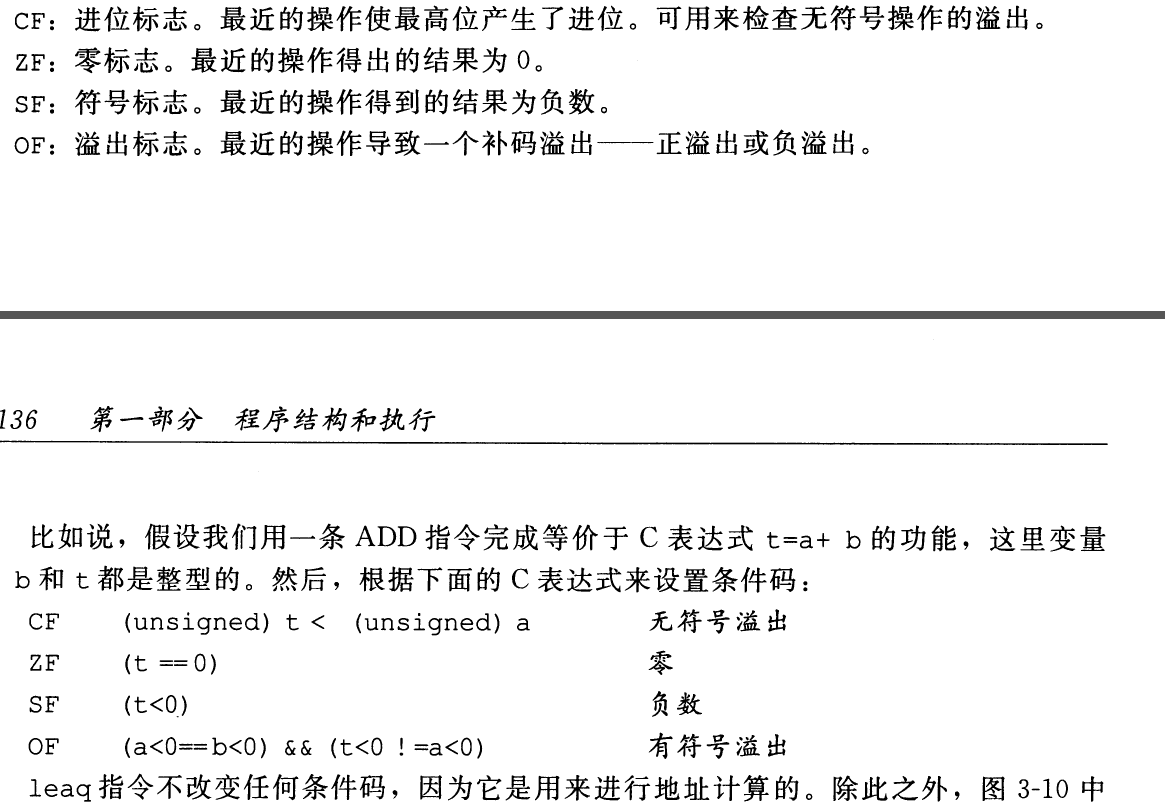 CF：进位标志。最近的操作使最高位产生了进位。可用来检查无符号操作的溢出。
ZF：零标志。最近的操作得出的结果为 0。
SF：符号标志。最近的操作得到的结果为负数。
OF：溢出标志。最近的操作导致一个补码溢出——正溢出或负溢出。
136 第一部分 程序结构和执行
比如说，假设我们用一条 ADD 指令完成等价于 C 表达式 t=a+ b 的功能，这里变量
b 和 t 都是整型的。然后，根据下面的 C 表达式来设置条件码：
CF (unsigned) t < (unsigned) a 无符号溢出
ZF (t == 0) 零
SF (t<0) 负数
OF (a<0==b<0) && (t<0 !=a<0) 有符号溢出
leaq 指令不改变任何条件码，因为它是用来进行地址计算的。除此之外，图 3-10 中